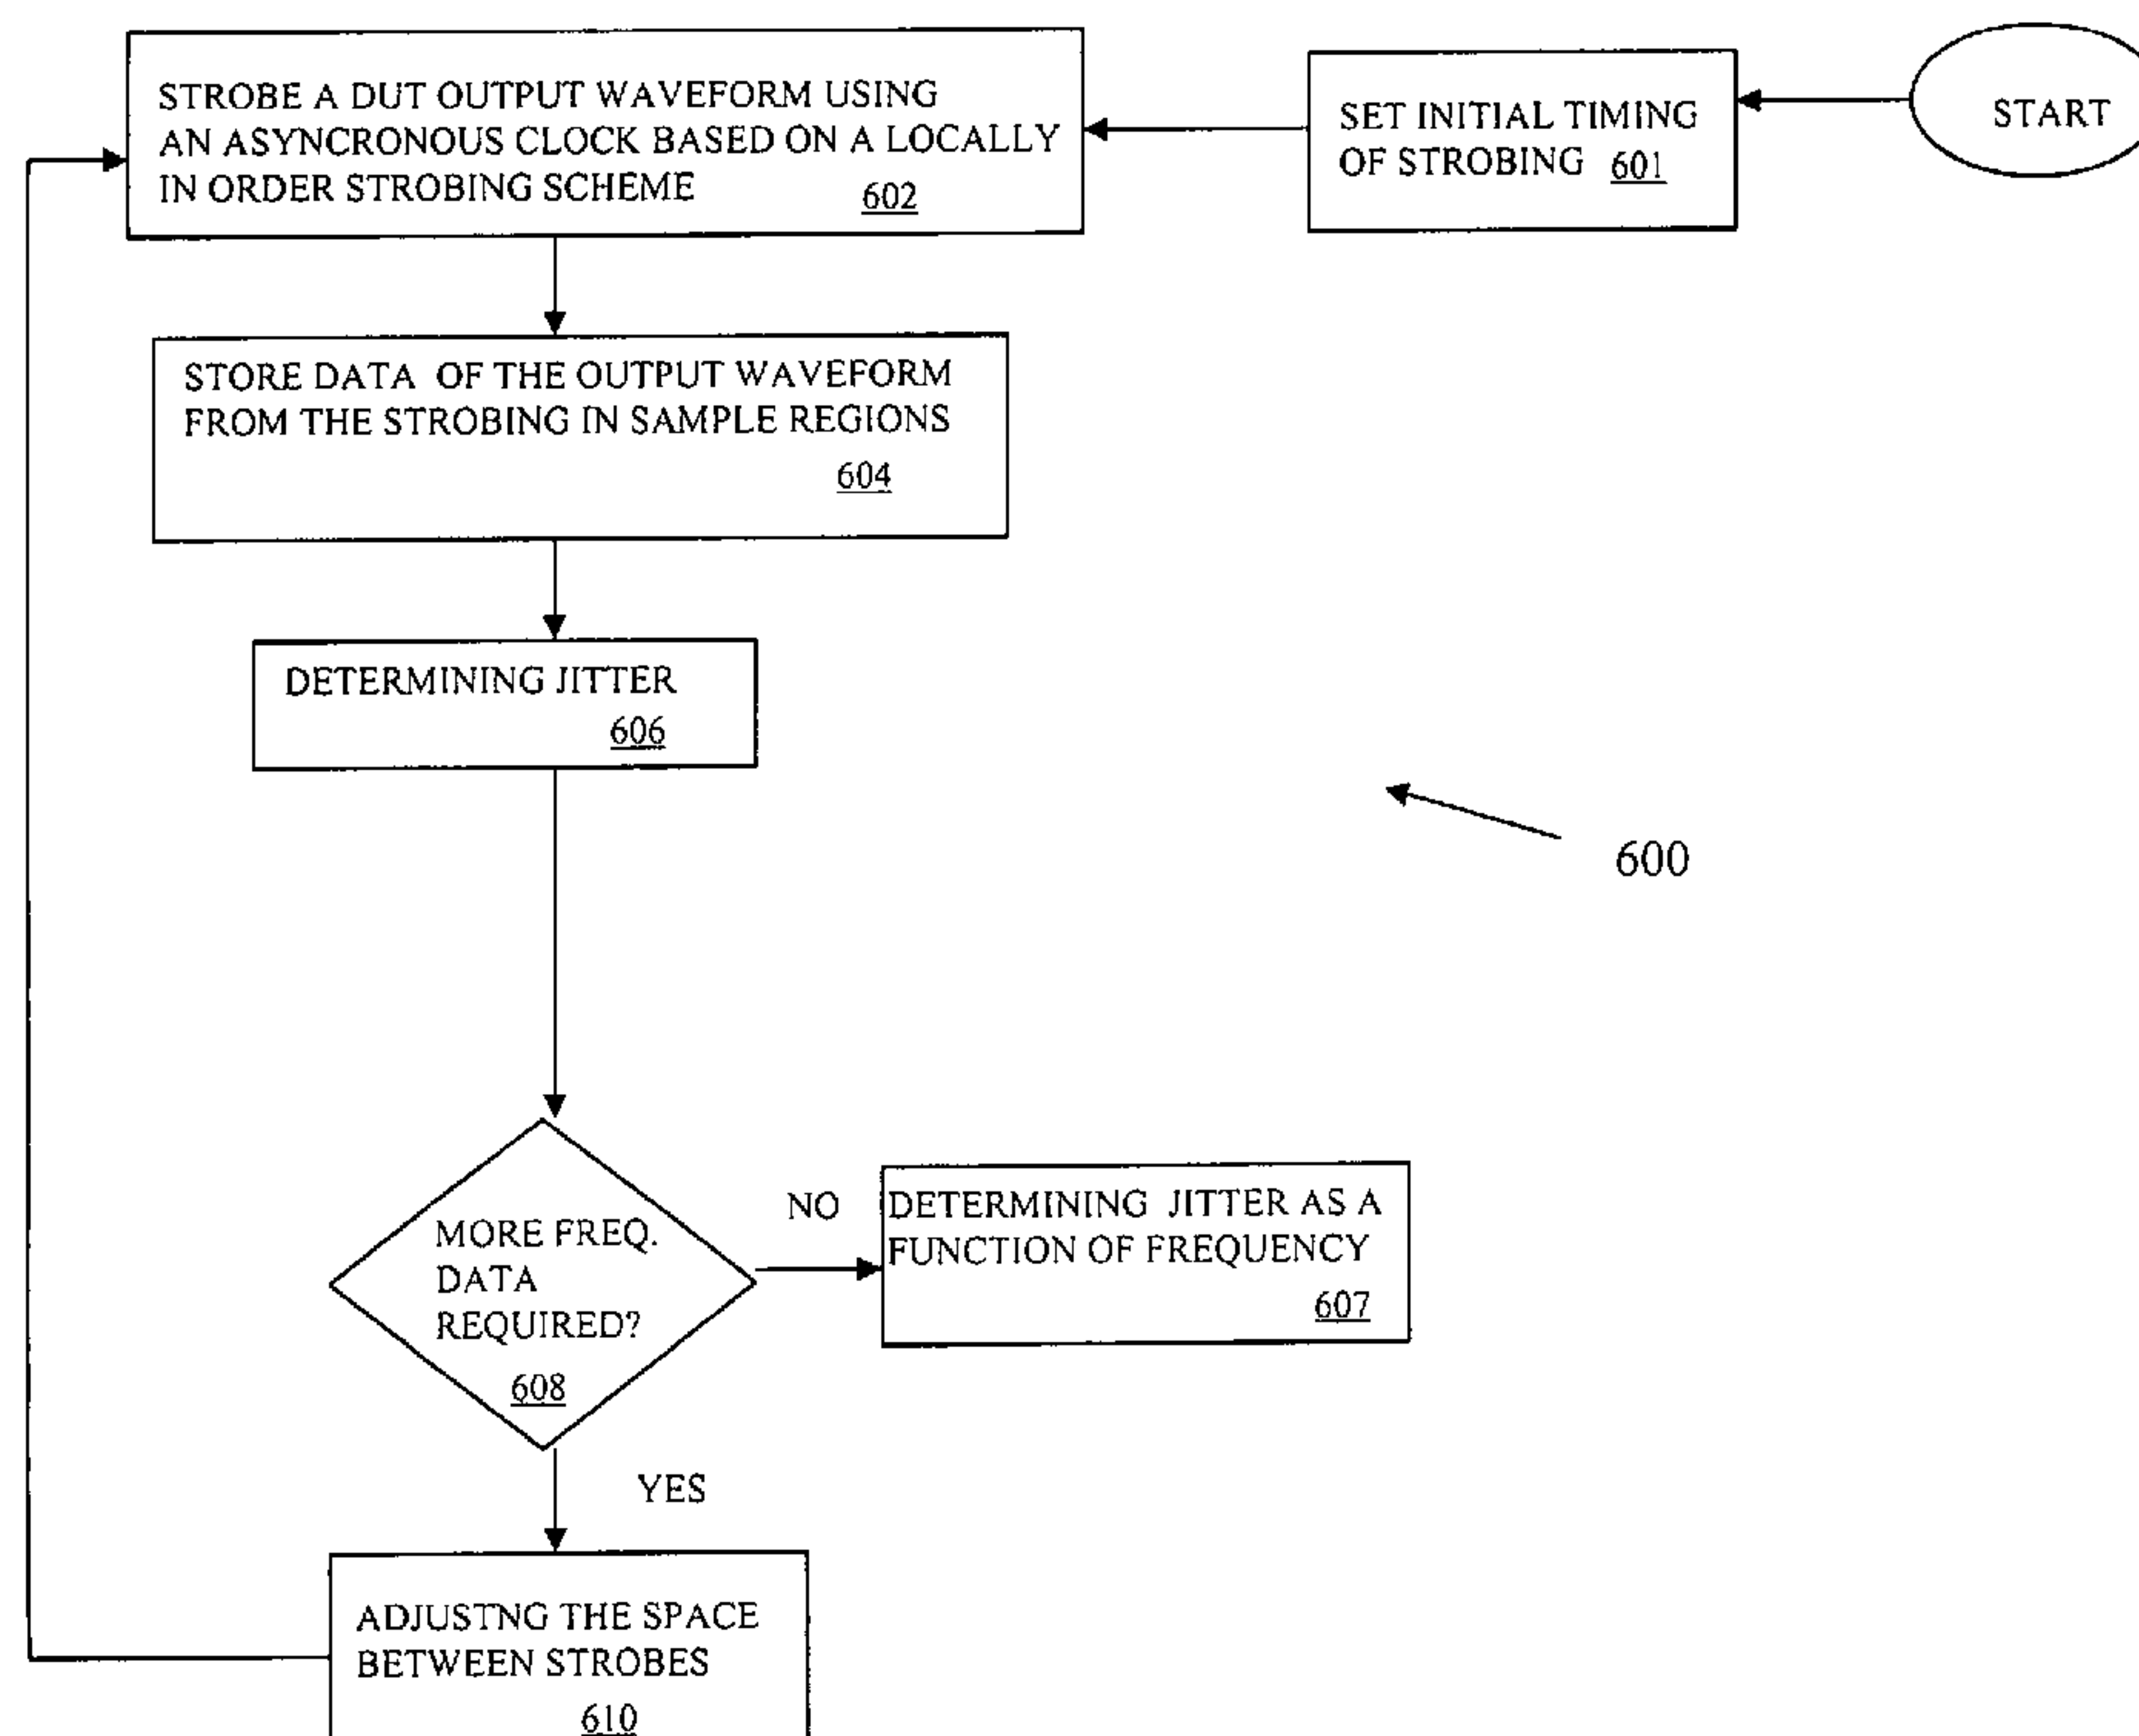 START
SET INITIAL TIMING
OF STROBING 601
STROBE A DUT OUTPUT WAVEFORM USING
AN ASYNCRONOUS CLOCK BASED ON A LOCALLY
IN ORDER STROBING SCHEME 602
STORE DATA OF THE OUTPUT WAVEFORM
FROM THE STROBING IN SAMPLE REGIONS
604
DETERMINING JITTER
606
600
MORE FREQ.
DATA
REQUIRED?
608
NO
DETERMINING JITTER AS A
FUNCTION OF FREQUENCY
607
YES
ADJUSTNG THE SPACE
BETWEEN STROBES
610